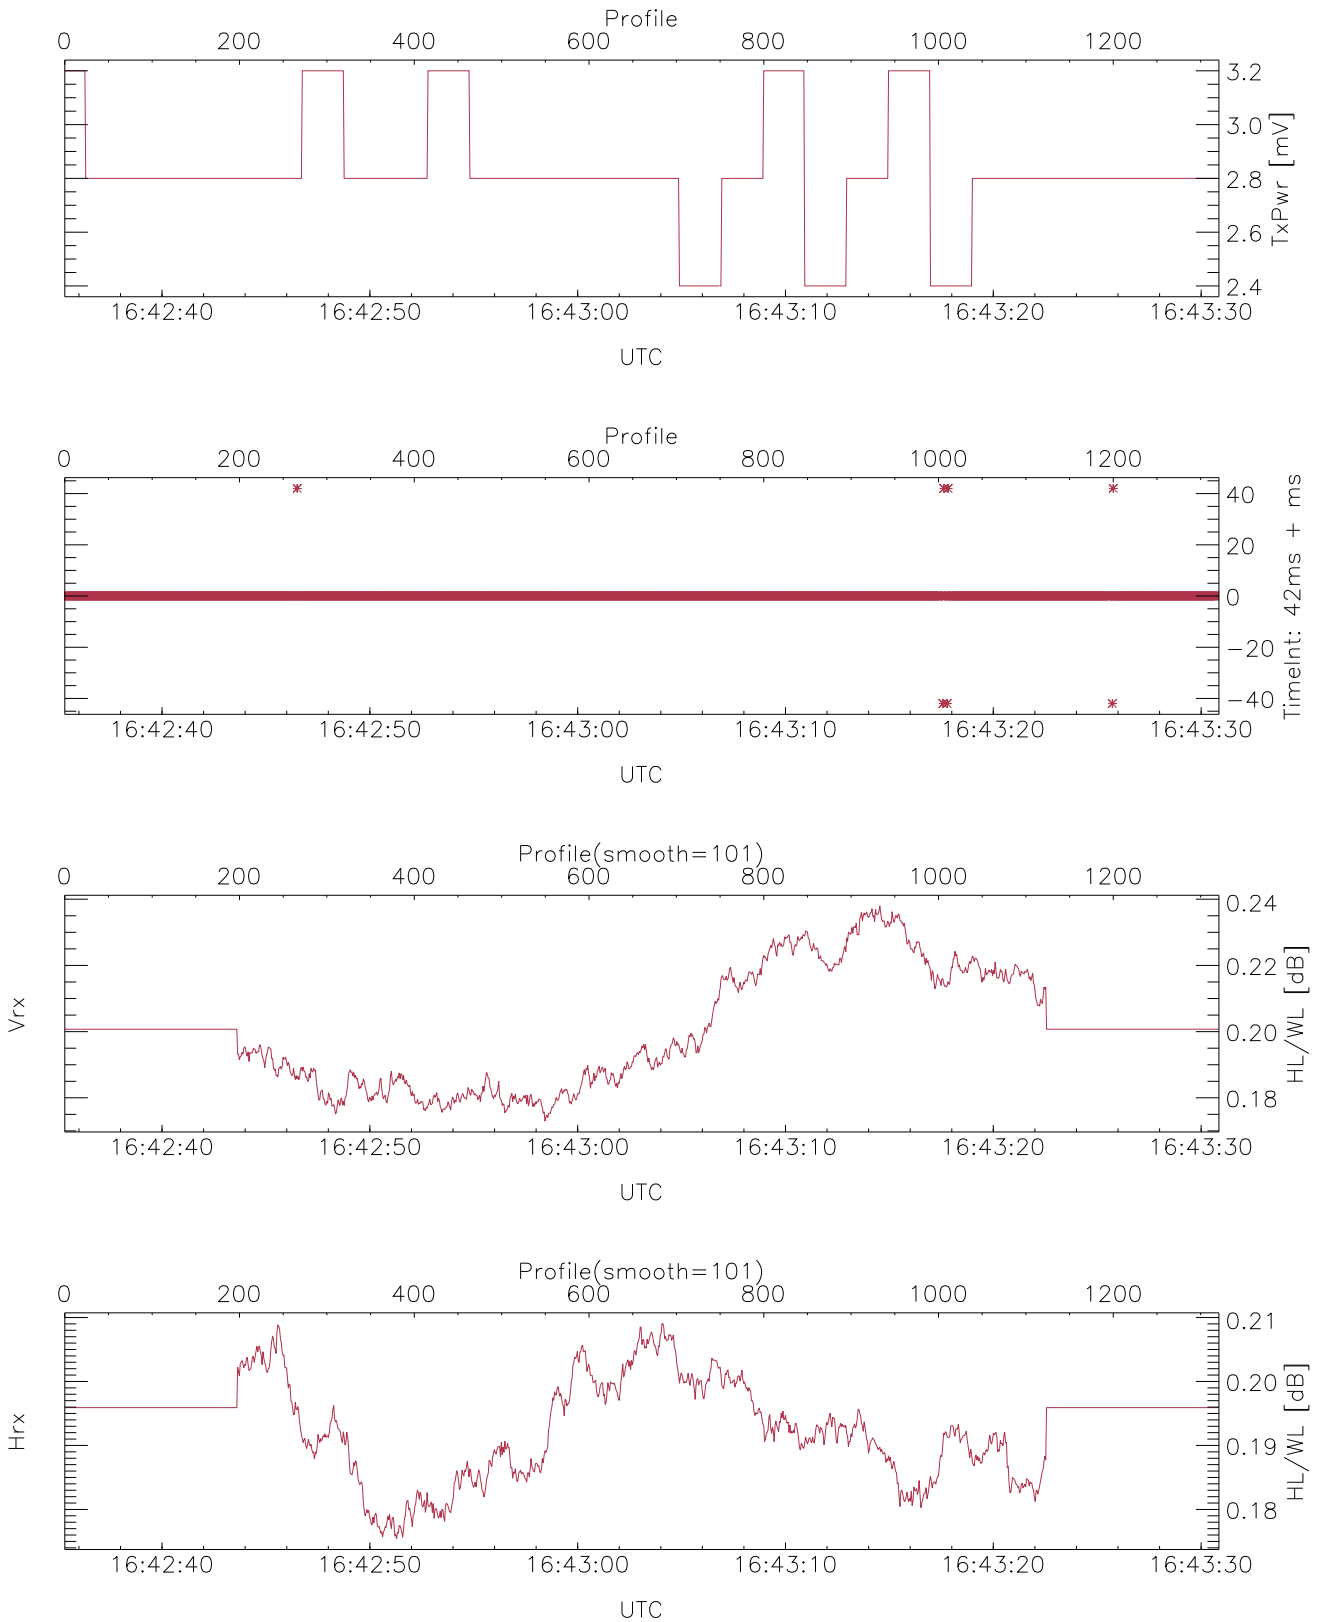 Profile
0 200 400 600 800 1000 1200
3.2
3.0
2.8
2.6
2.4
TxPwr [mV]
16:42:40 16:42:50 16:43:00 16:43:10 16:43:20 16:43:30
UTC
Profile
0 200 400 600 800 1000 1200
40
20
0
−20
−40
TimeInt: 42ms + ms
16:42:40 16:42:50 16:43:00 16:43:10 16:43:20 16:43:30
UTC
Profile(smooth=101)
0 200 400 600 800 1000 1200
Vrx
0.24
0.22
0.20
0.18
HL/WL [dB]
16:42:40 16:42:50 16:43:00 16:43:10 16:43:20 16:43:30
UTC
Profile(smooth=101)
0 200 400 600 800 1000 1200
Hrx
0.21
0.20
0.19
0.18
HL/WL [dB]
16:42:40 16:42:50 16:43:00 16:43:10 16:43:20 16:43:30
UTC